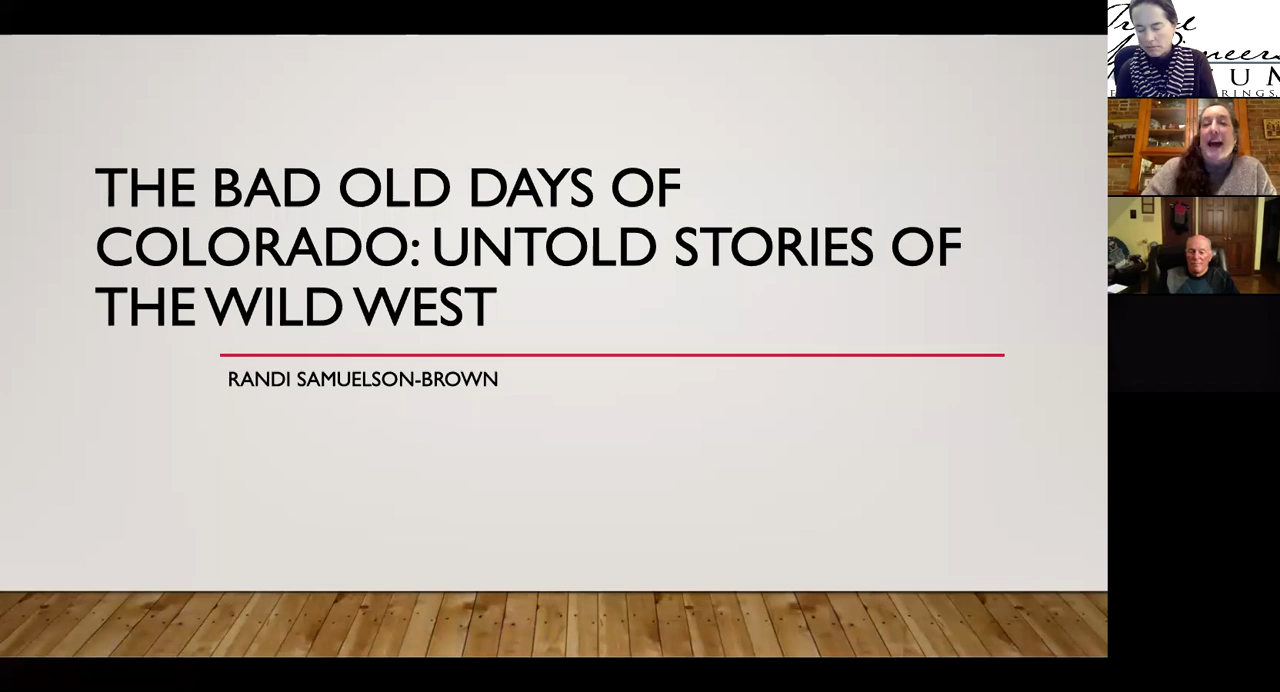 THE BAD OLD DAYS OF
COLORADO: UNTOLD STORIES OF
THE WILD WEST
RANDI SAMUELSON-BROWN